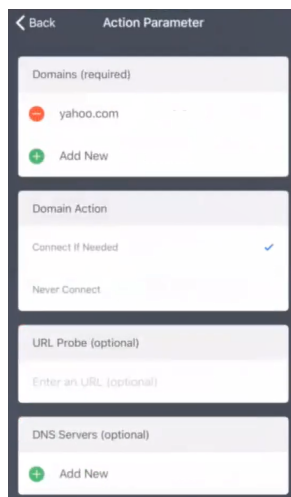 Back Action Parameter
Domains (required)
yahoo.com
Add New
Domain Action
Connect If Needed
Never Connect
URL Probe (optional)
Enter an URL (optional)
DNS Servers (optional)
Add New